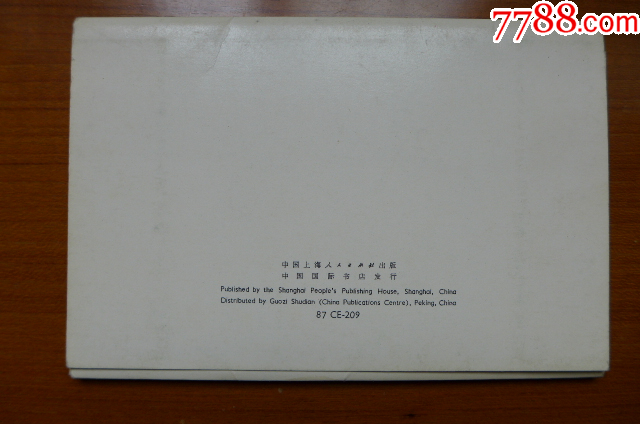 7788.com
中国上海人民出版社出版
中国国际书店发行
Published by the Shanghai People's Publishing House, Shanghai, China
Distributed by Guozi Shudian (China Publications Centre), Peking, China
87 CE-209